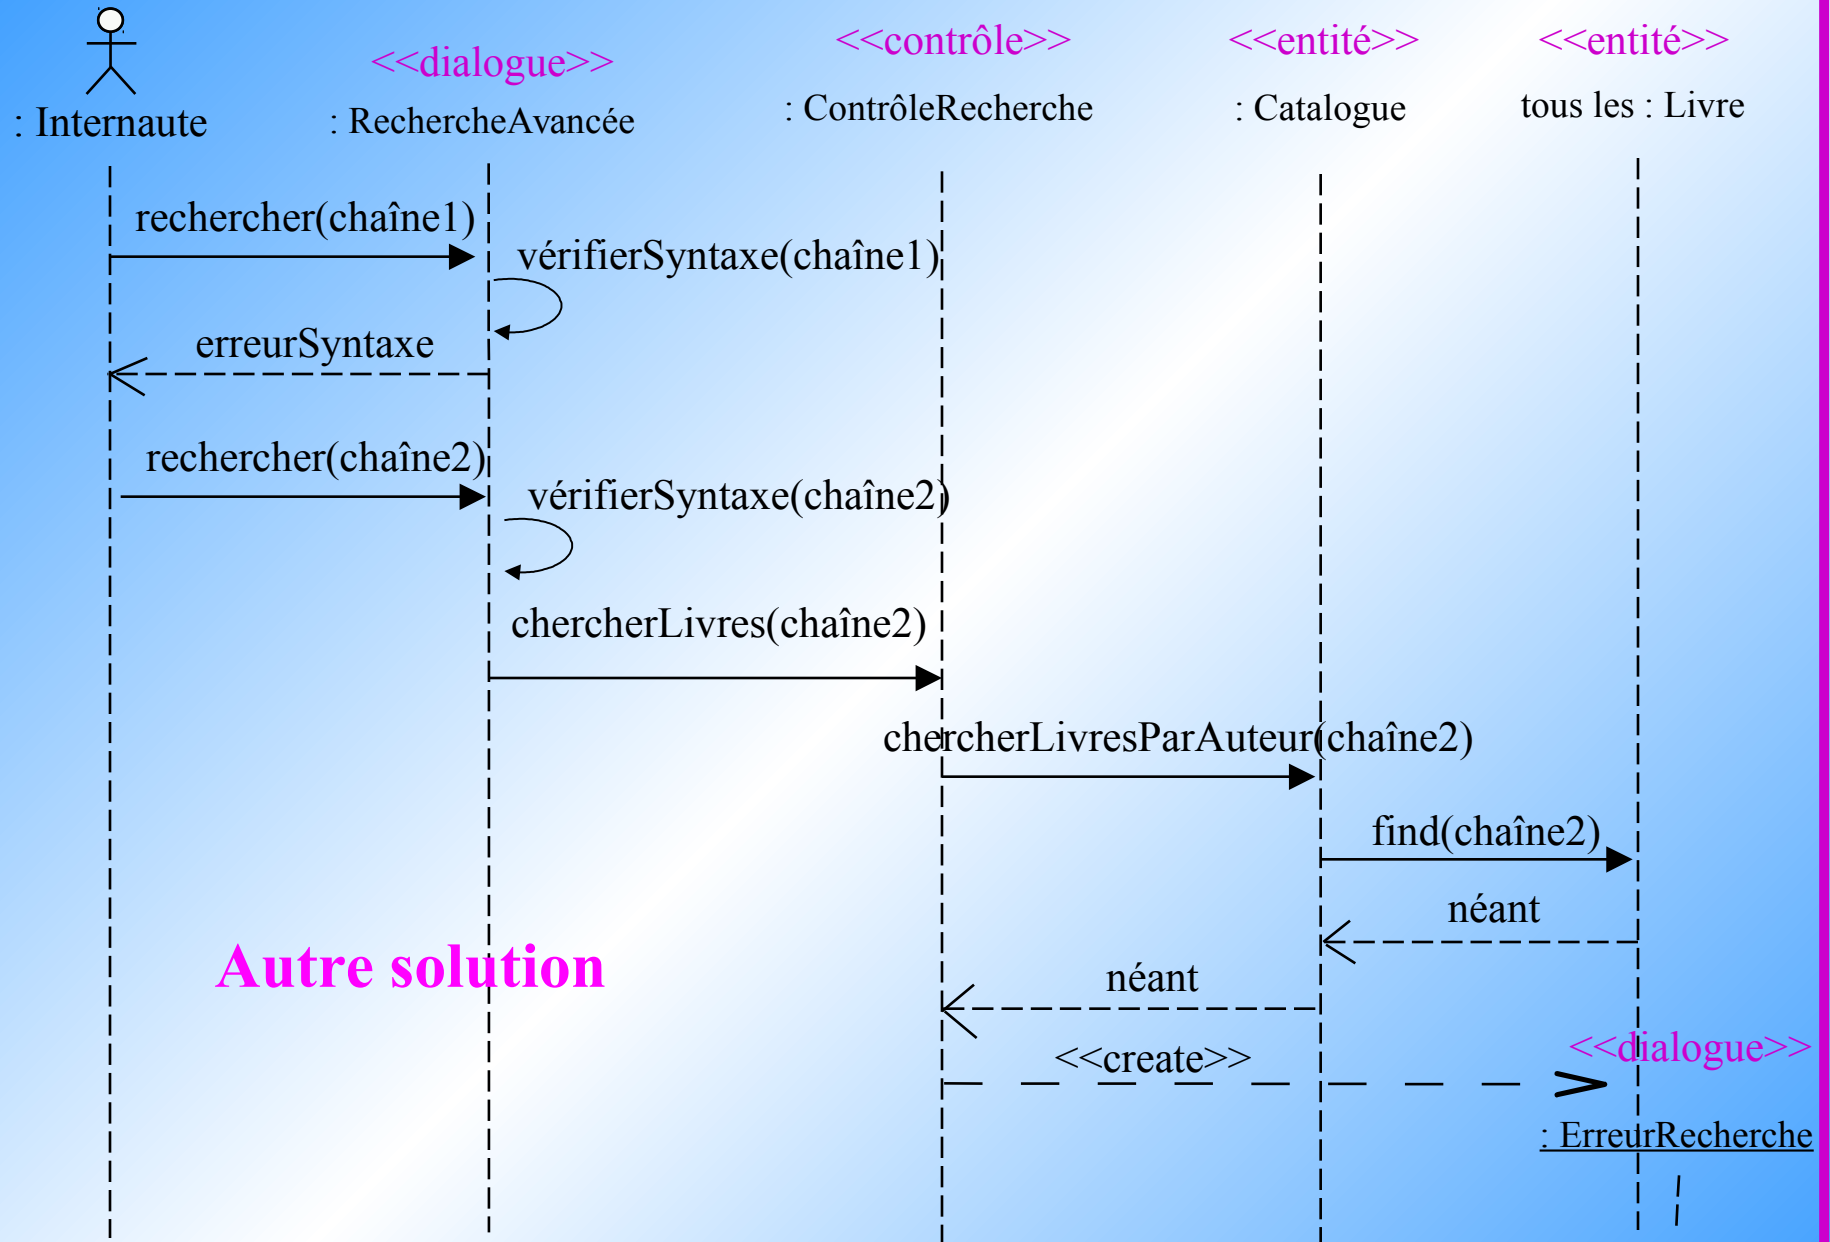 <<dialogue>>
<<contrôle>>
<<entité>>
<<entité>>
: Internaute
: RechercheAvancée
: ContrôleRecherche
: Catalogue
tous les : Livre
rechercher(chaîne1)
vérifierSyntaxe(chaîne1)
erreurSyntaxe
rechercher(chaîne2)
vérifierSyntaxe(chaîne2)
chercherLivres(chaîne2)
chercherLivresParAuteur(chaîne2)
find(chaîne2)
néant
Autre solution
néant
<<create>>
<<dialogue>>
: ErreurRecherche